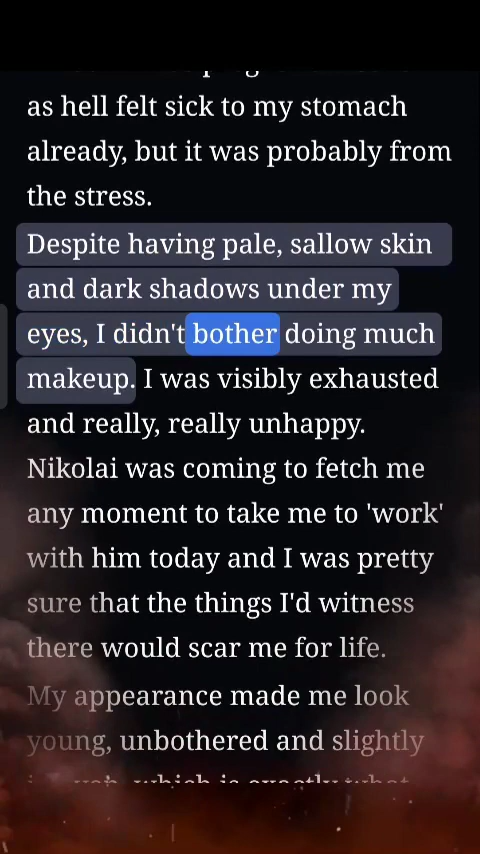 as hell felt sick to my stomach
already, but it was probably from
the stress.
Despite having pale, sallow skin
and dark shadows under my
eyes, I didn't bother doing much
makeup. I was visibly exhausted
and really, really unhappy.
Nikolai was coming to fetch me
any moment to take me to 'work'
with him today and I was pretty
sure that the things I'd witness
there would scar me for life.
My appearance made me look
young, unbothered and slightly
which is exactly what